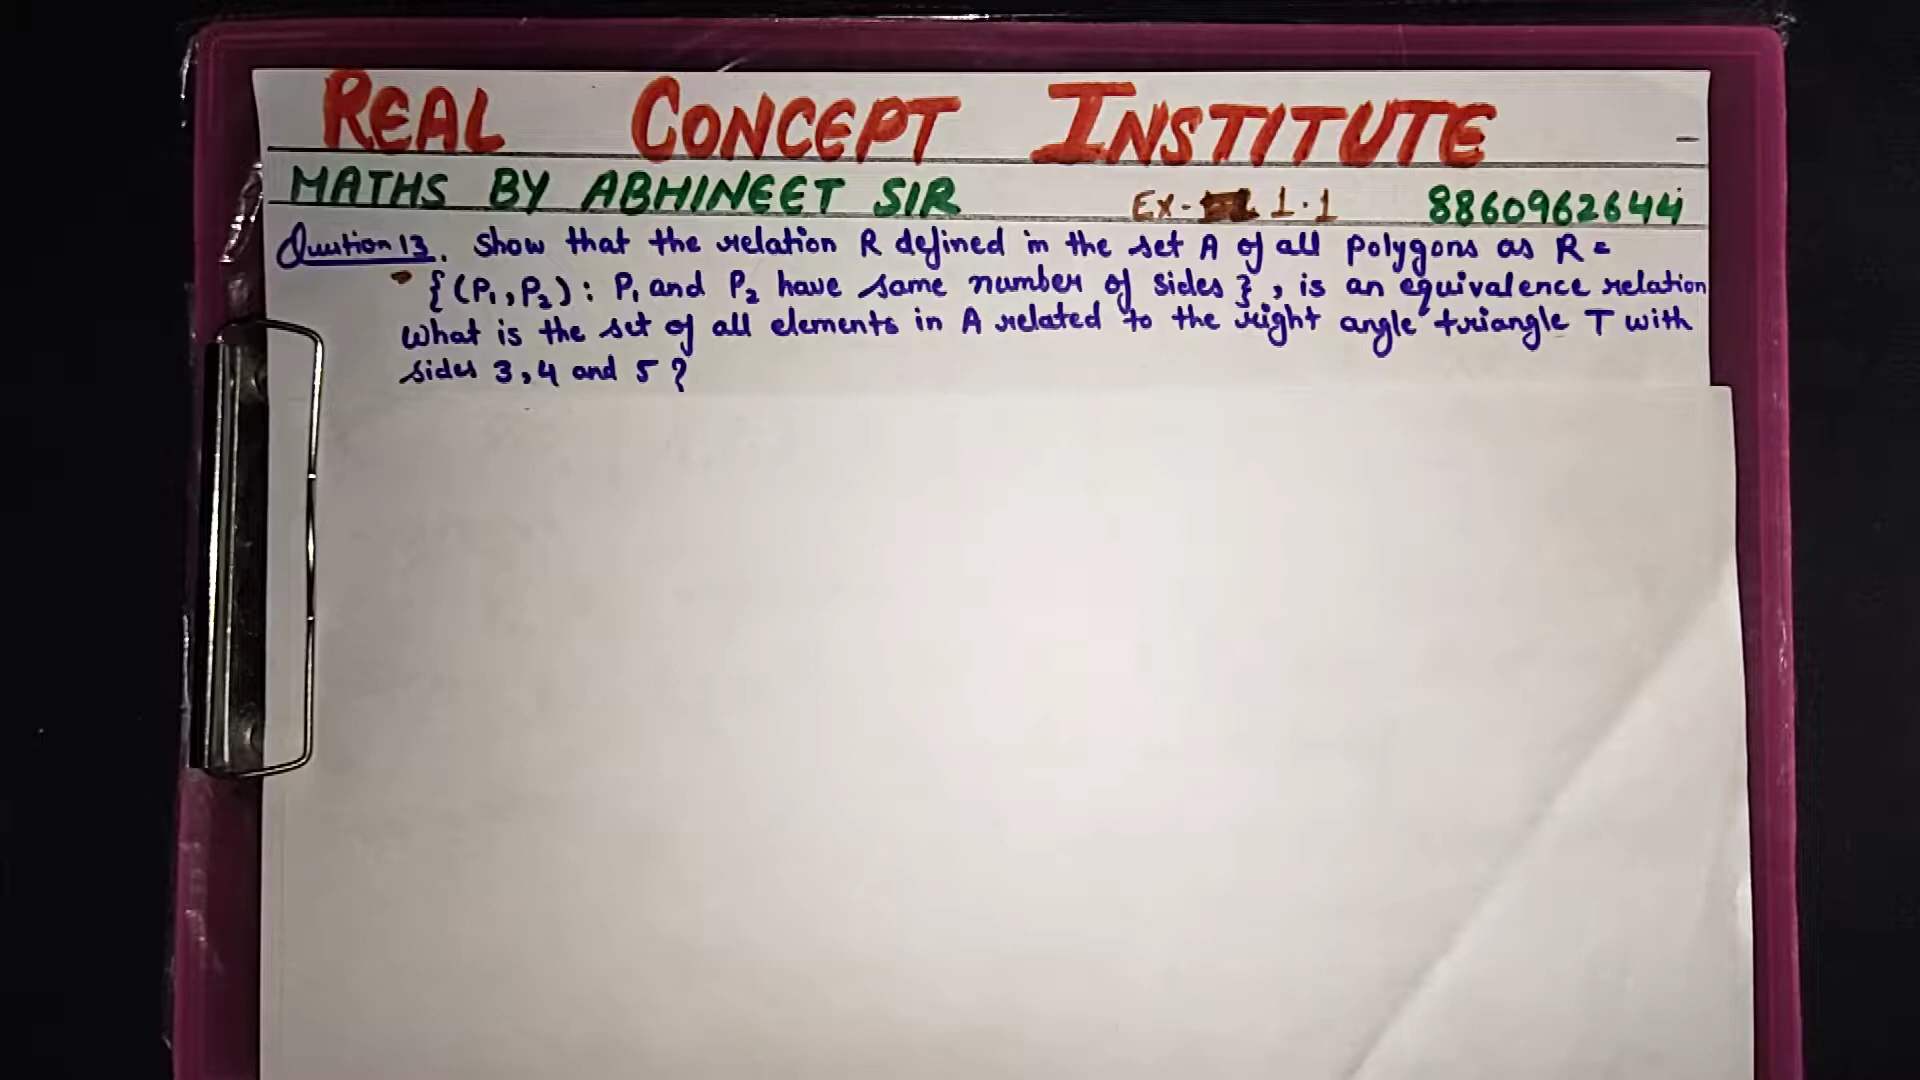 REAL CONCEPT INSTITUTE
MATHS BY ABHINEET SIR Ex- 1.1 8860962644
Question 13. Show that the relation R defined in the set A of all polygons as R =
{(P₁, P₂) : P₁ and P₂ have same number of sides}, is an equivalence relation
What is the set of all elements in A related to the right angle triangle T with
sides 3, 4 and 5 ?